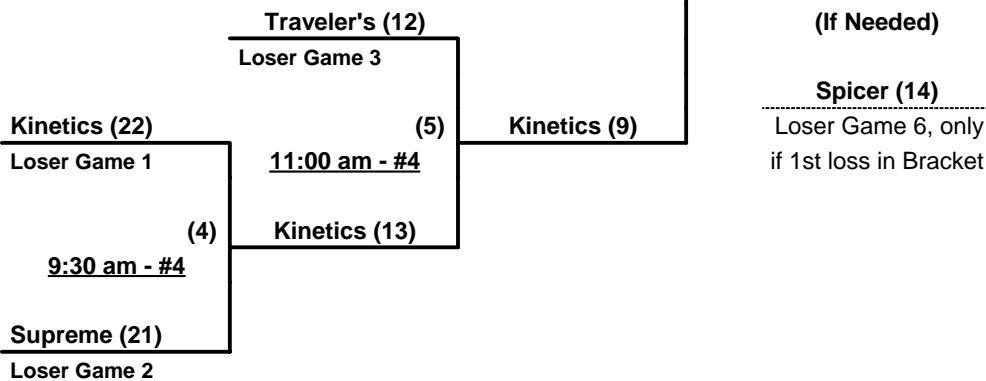 Traveler's (12)
(If Needed)
Loser Game 3
Spicer (14)
Kinetics (22)
(5)
Kinetics (9)
Loser Game 6, only
Loser Game 1
11:00 am - #4
if 1st loss in Bracket
(4)
Kinetics (13)
9:30 am - #4
Supreme (21)
Loser Game 2